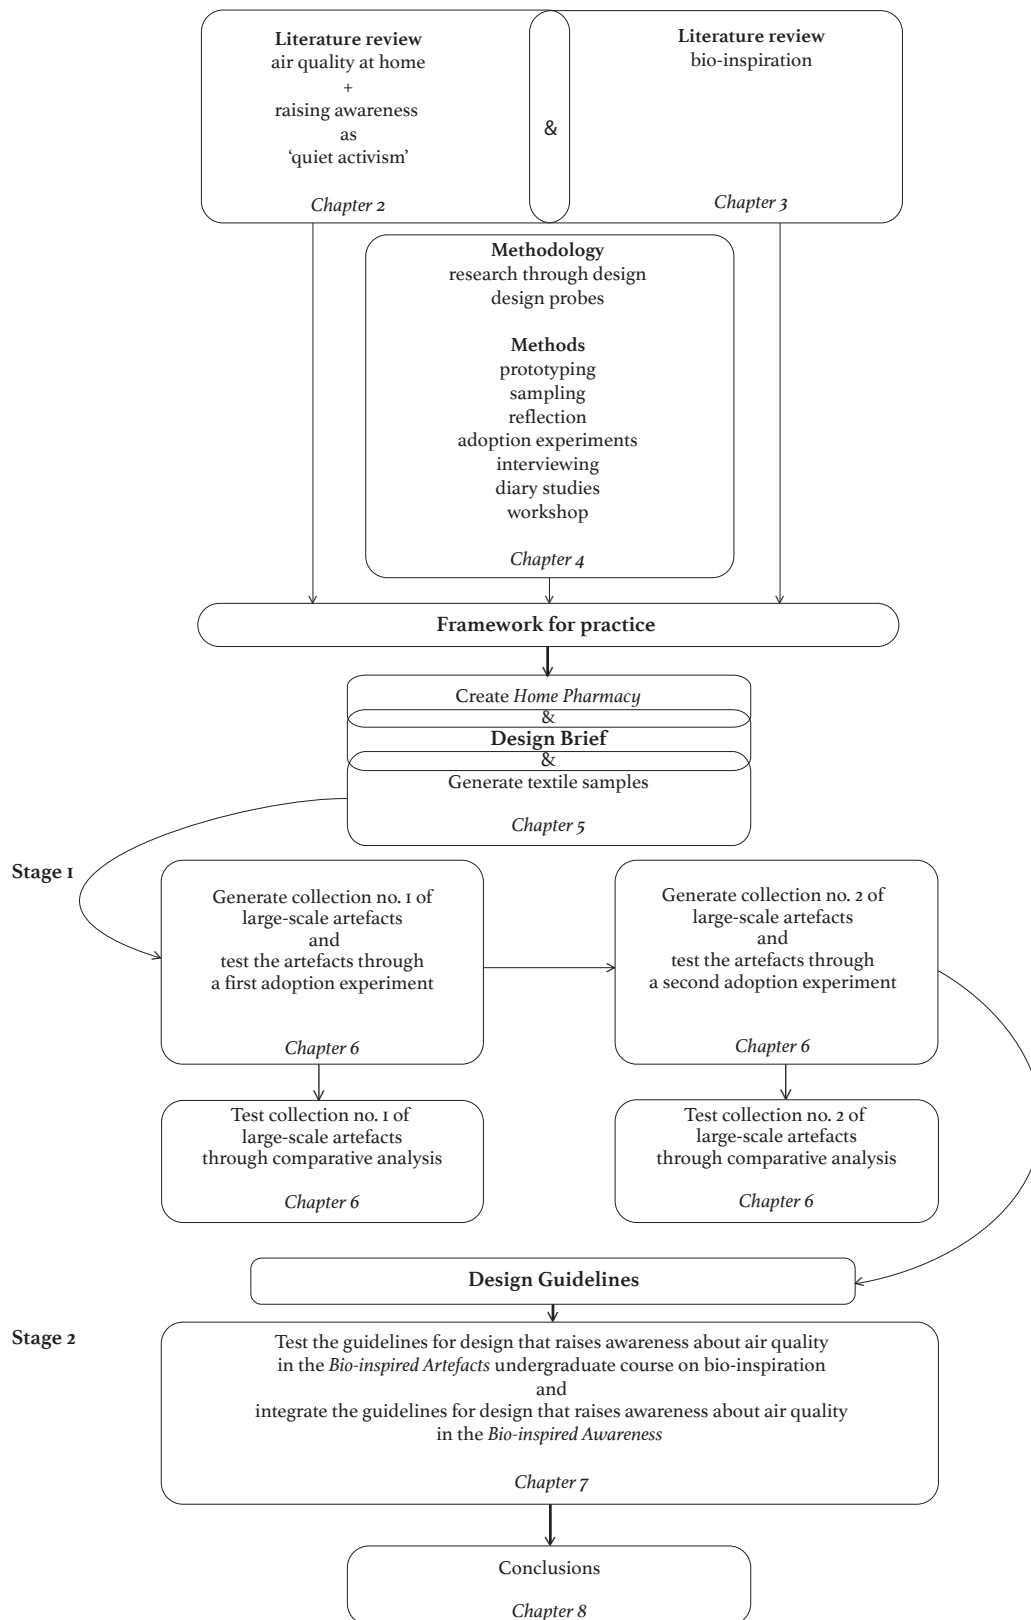 Literature review
air quality at home
+
raising awareness
as
‘quiet activism’
Chapter 2
&
Literature review
bio-inspiration
Chapter 3
Methodology
research through design
design probes
Methods
prototyping
sampling
reflection
adoption experiments
interviewing
diary studies
workshop
Chapter 4
Framework for practice
Create Home Pharmacy
&
Design Brief
&
Generate textile samples
Chapter 5
Stage 1
Generate collection no. 1 of
large-scale artefacts
and
test the artefacts through
a first adoption experiment
Chapter 6
Generate collection no. 2 of
large-scale artefacts
and
test the artefacts through
a second adoption experiment
Chapter 6
Test collection no. 1 of
large-scale artefacts
through comparative analysis
Chapter 6
Test collection no. 2 of
large-scale artefacts
through comparative analysis
Chapter 6
Design Guidelines
Stage 2
Test the guidelines for design that raises awareness about air quality
in the Bio-inspired Artefacts undergraduate course on bio-inspiration
and
integrate the guidelines for design that raises awareness about air quality
in the Bio-inspired Awareness
Chapter 7
Conclusions
Chapter 8